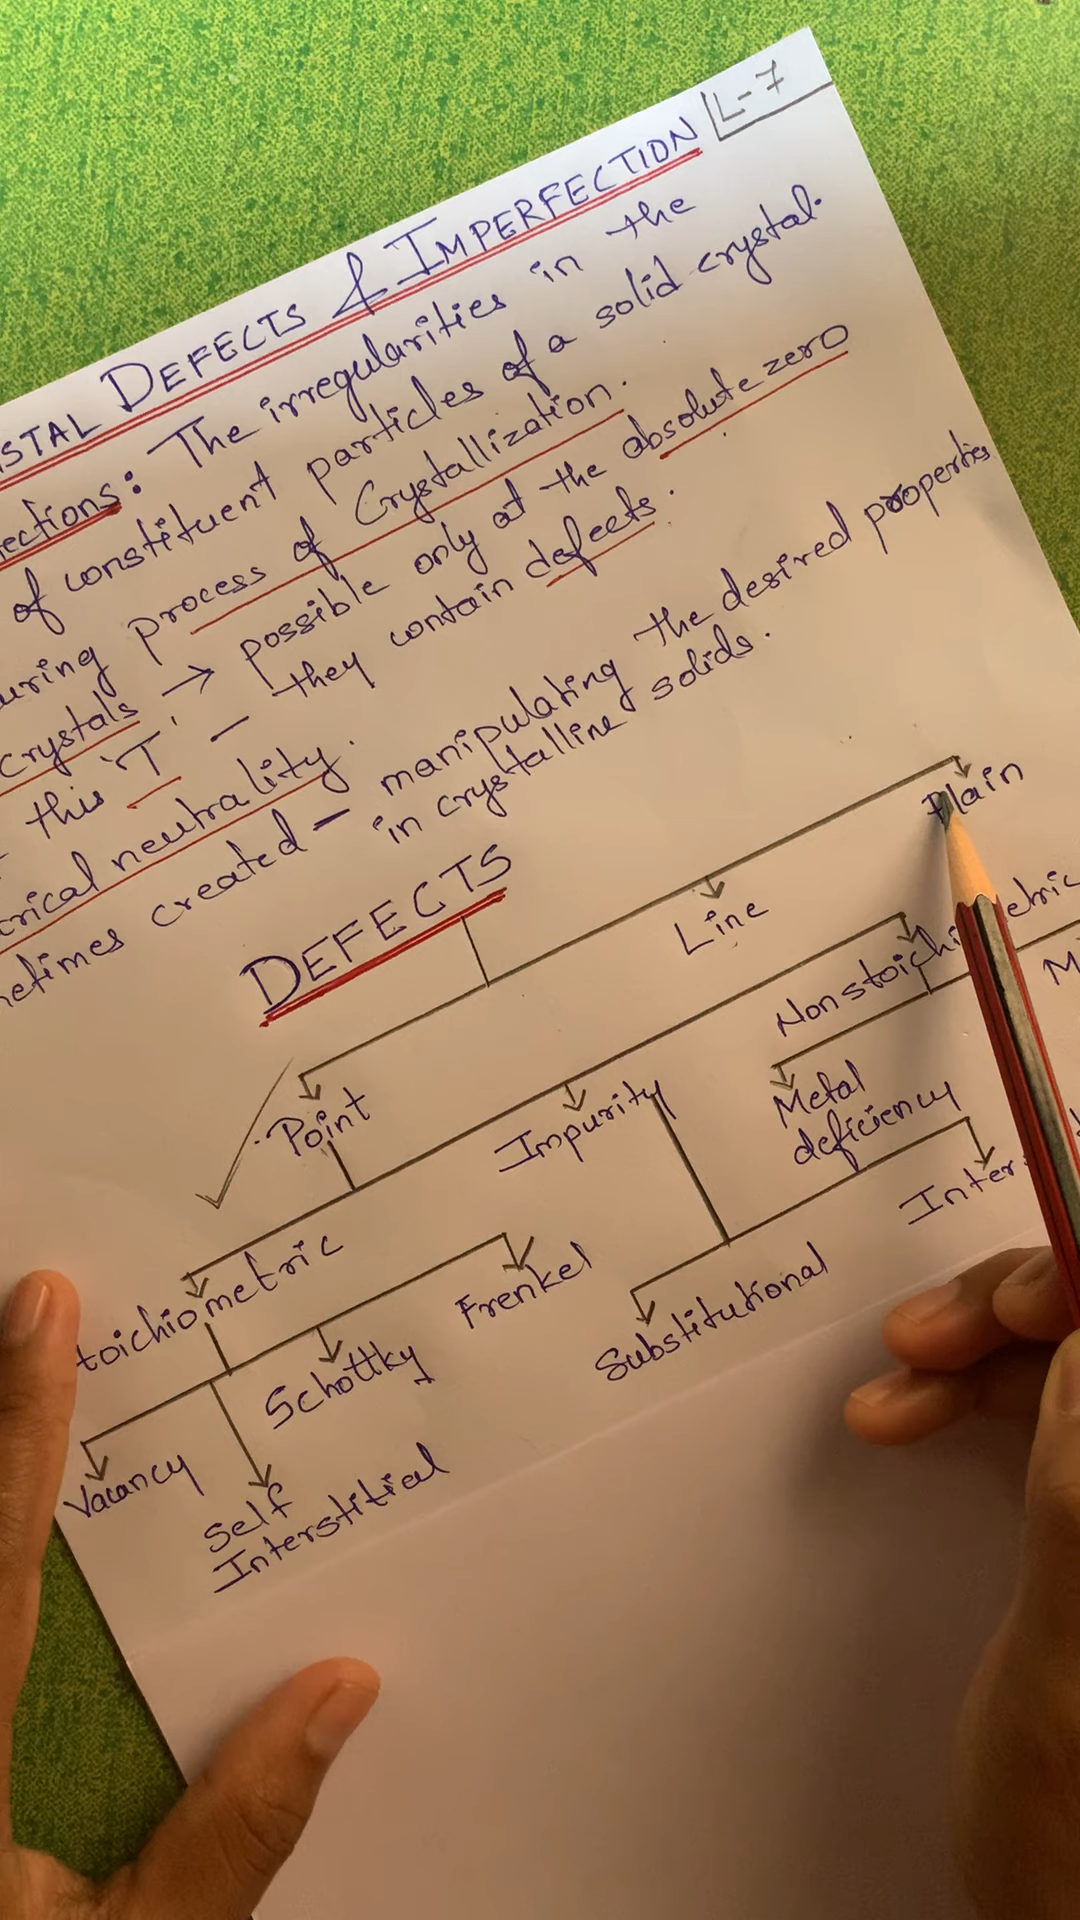 L-7
STAL DEFECTS & IMPERFECTION
ections: The irregularities in the
of constituent particles of a solid crystal.
uring process of Crystallization.
Crystals → possible only at the absolute zero
this 'T' - they contain defects.
rical neutrality.
etimes created - manipulating the desired properties
in crystalline solids.
DEFECTS
Point
Line
Plain
toichiometric
Impurity
Nonstoichi etric
Vacancy
Self
Interstitial
Schottky
Frenkel
Substitutional
Inter
Metal
deficiency
M